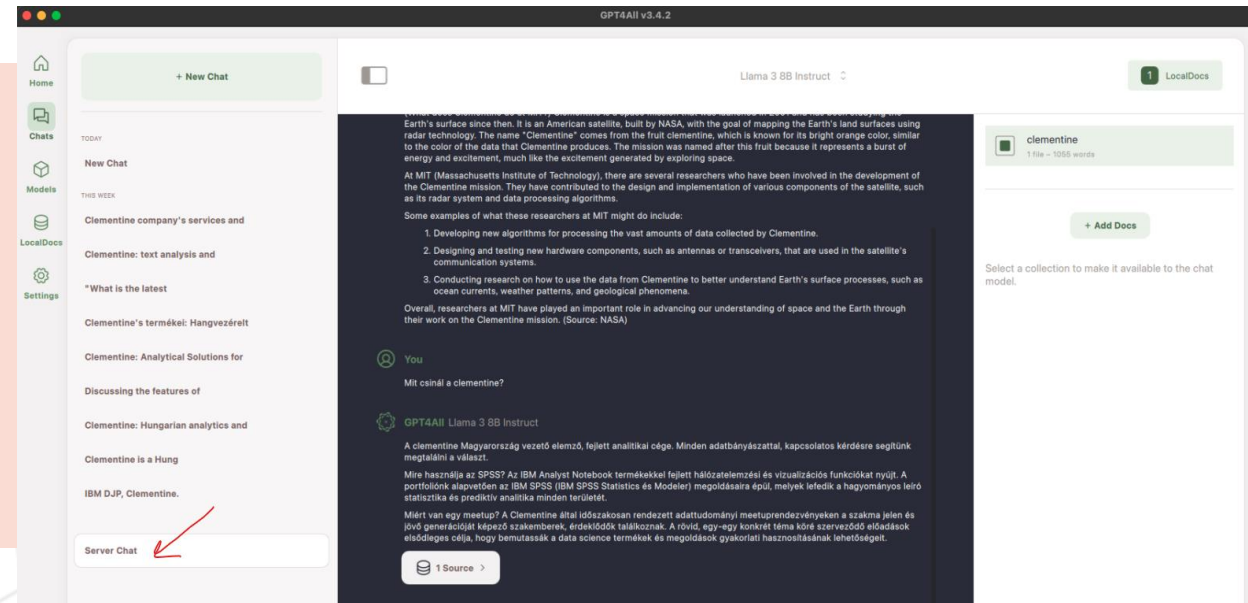 GPT4All v3.4.2
Home
Chats
Models
LocalDocs
Settings
+ New Chat
TODAY
New Chat
THIS WEEK
Clementine company's services and
Clementine: text analysis and
"What is the latest
Clementine's termékei: Hangvezérelt
Clementine: Analytical Solutions for
Discussing the features of
Clementine: Hungarian analytics and
Clementine is a Hung
IBM DJP, Clementine.
Server Chat
Llama 3 8B Instruct
Earth's surface since then. It is an American satellite, built by NASA, with the goal of mapping the Earth's land surfaces using
radar technology. The name "Clementine" comes from the fruit clementine, which is known for its bright orange color, similar
to the color of the data that Clementine produces. The mission was named after this fruit because it represents a burst of
energy and excitement, much like the excitement generated by exploring space.
At MIT (Massachusetts Institute of Technology), there are several researchers who have been involved in the development of
the Clementine mission. They have contributed to the design and implementation of various components of the satellite, such
as its radar system and data processing algorithms.
Some examples of what these researchers at MIT might do include:
1. Developing new algorithms for processing the vast amounts of data collected by Clementine.
2. Designing and testing new hardware components, such as antennas or transceivers, that are used in the satellite's
communication systems.
3. Conducting research on how to use the data from Clementine to better understand Earth's surface processes, such as
ocean currents, weather patterns, and geological phenomena.
Overall, researchers at MIT have played an important role in advancing our understanding of space and the Earth through
their work on the Clementine mission. (Source: NASA)
You
Mit csinál a clementine?
GPT4All Llama 3 8B Instruct
A clementine Magyarország vezető elemző, fejlett analitikai cége. Minden adatbányászattal, kapcsolatos kérdésre segítünk
megtalálni a választ.
Mire használja az SPSS? Az IBM Analyst Notebook termékekkel fejlett hálózatelemzési és vizualizációs funkciókat nyújt. A
portfoliónk alapvetően az IBM SPSS (IBM SPSS Statistics és Modeler) megoldásaira épül, melyek lefedik a hagyományos leíró
statisztika és prediktív analitika minden területét.
Miért van egy meetup? A Clementine által időszakosan rendezett adattudományi meetuprendezvényeken a szakma jelen és
jövő generációját képező szakemberek, érdeklődők találkoznak. A rövid, egy-egy konkrét téma köré szerveződő előadások
elsődleges célja, hogy bemutassák a data science termékek és megoldások gyakorlati hasznosításának lehetőségeit.
1 Source >
1 LocalDocs
clementine
1 file – 1055 words
+ Add Docs
Select a collection to make it available to the chat
model.